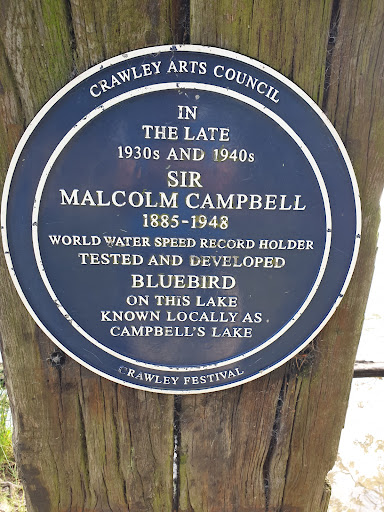 CRAWLEY ARTS COUNCIL
IN
THE LATE
1930s AND 1940s
SIR
MALCOLM CAMPBELL
1885-1948
WORLD WATER SPEED RECORD HOLDER
TESTED AND DEVELOPED
BLUEBIRD
ON THIS LAKE
KNOWN LOCALLY AS
CAMPBELL'S LAKE
CRAWLEY FESTIVAL